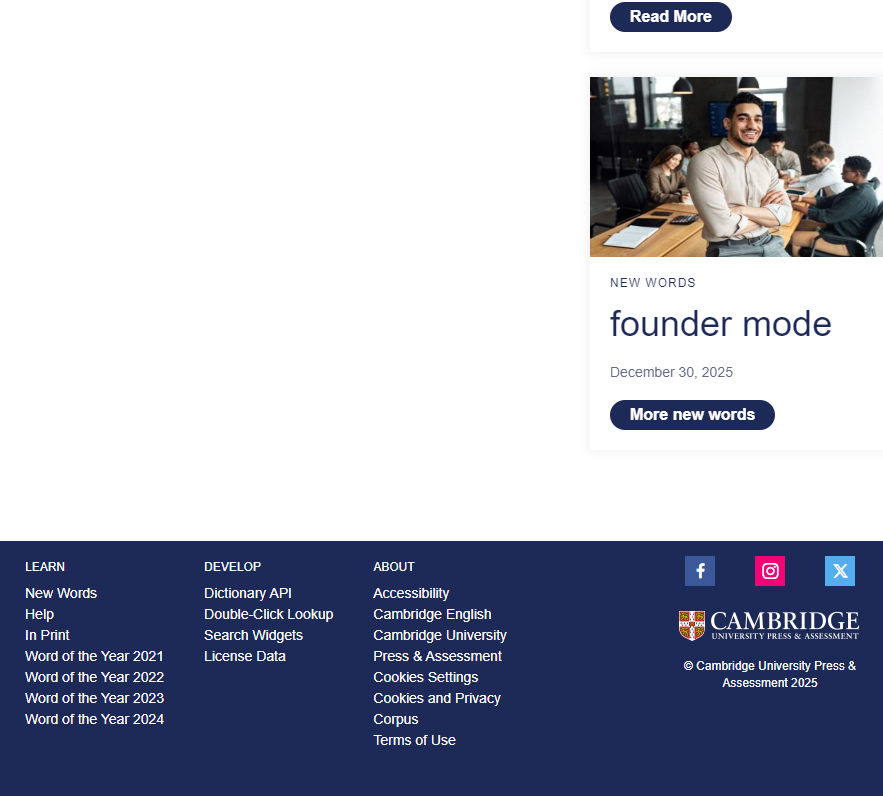 Read More
NEW WORDS
founder mode
December 30, 2025
More new words
LEARN
New Words
Help
In Print
Word of the Year 2021
Word of the Year 2022
Word of the Year 2023
Word of the Year 2024
DEVELOP
Dictionary API
Double-Click Lookup
Search Widgets
License Data
ABOUT
Accessibility
Cambridge English
Cambridge University
Press & Assessment
Cookies Settings
Cookies and Privacy
Corpus
Terms of Use
CAMBRIDGE
UNIVERSITY PRESS & ASSESSMENT
© Cambridge University Press &
Assessment 2025